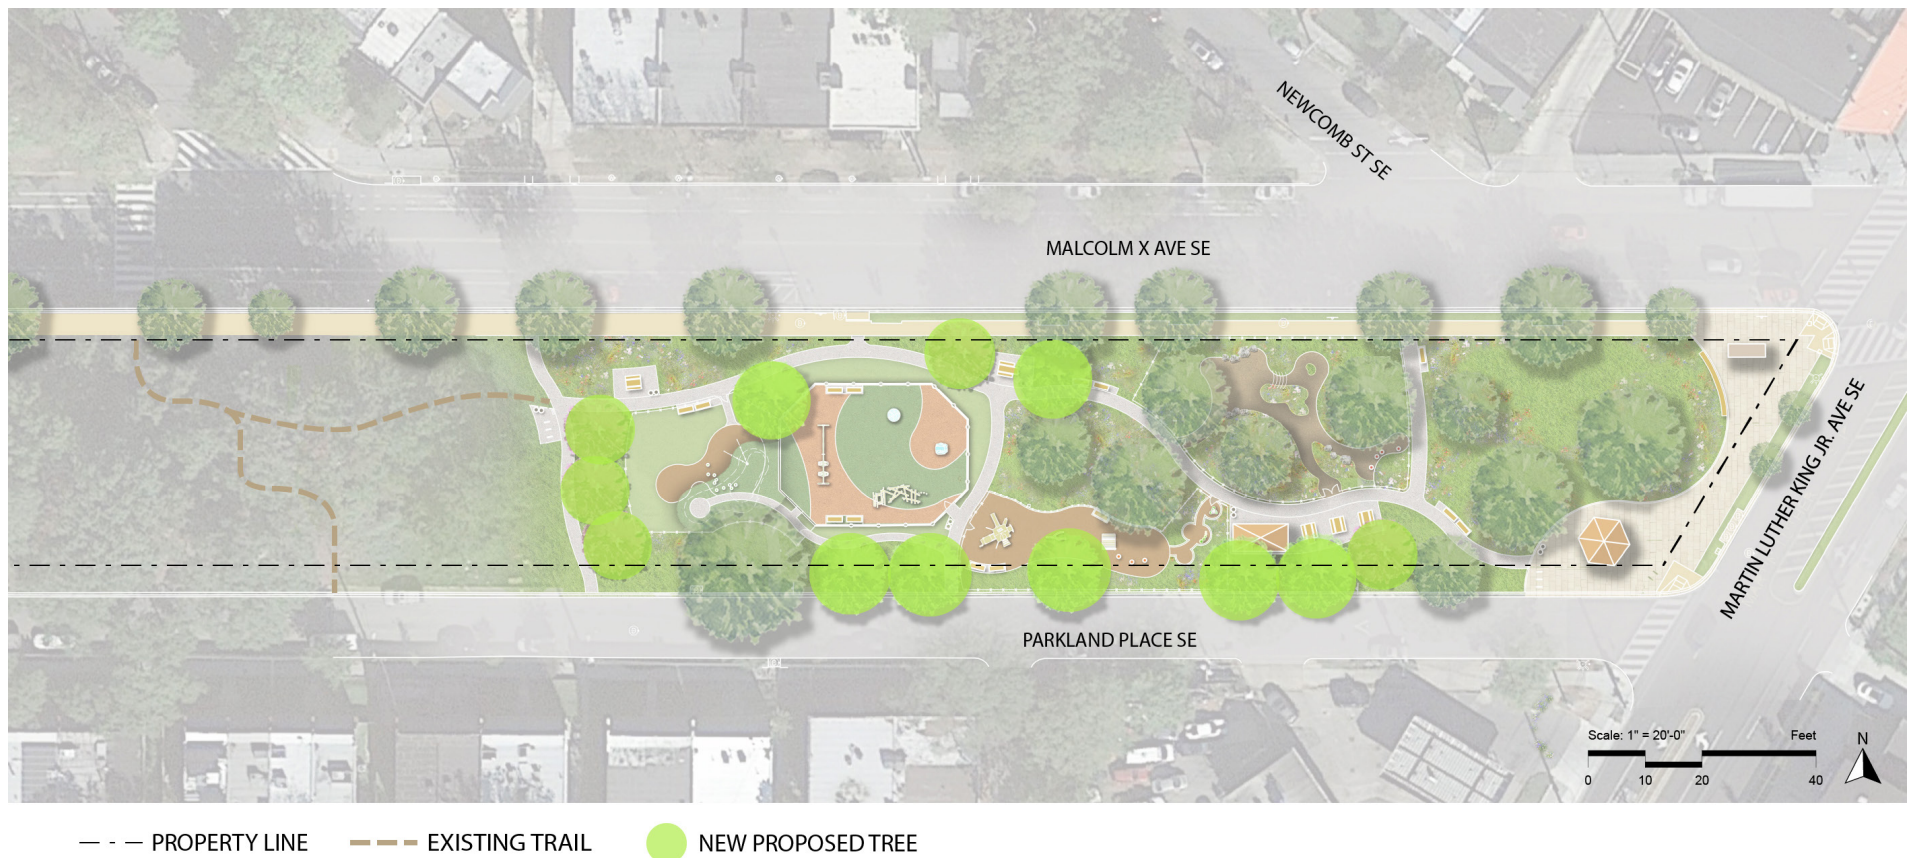 NEWCOMB ST SE
MALCOLM X AVE SE
MARTIN LUTHER KING JR. AVE SE
PARKLAND PLACE SE
Scale: 1" = 20'-0" Feet
0 10 20 40
N
PROPERTY LINE
EXISTING TRAIL
NEW PROPOSED TREE